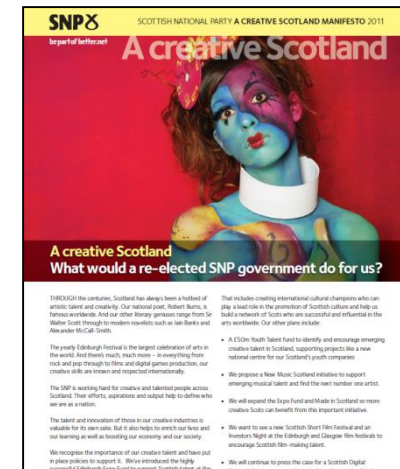 SNP
SCOTTISH NATIONAL PARTY A CREATIVE SCOTLAND MANIFESTO 2011
be part of better.net
A creative Scotland
A creative Scotland
What would a re-elected SNP government do for us?
THROUGH the centuries, Scotland has always been a hotbed of
artistic talent and creativity. Our national poet, Robert Burns, is
famous worldwide. And our other literary geniuses range from Sir
Walter Scott through to modern novelists such as Iain Banks and
Alexander McCall-Smith.
The yearly Edinburgh Festival is the largest celebration of arts in
the world. And there's much, much more – in everything from
rock and pop through to films and digital games production, our
creative skills are known and respected internationally.
The SNP is working hard for creative and talented people across
Scotland. Their efforts, aspirations and output help to define who
we are as a nation.
The talent and innovation of those in our creative industries is
valuable for its own sake. But it also helps to enrich our lives and
our learning as well as boosting our economy and our society.
We recognise the importance of our creative talent and have put
in place policies to support it. We've introduced the highly
successful Edinburgh Expo Fund to support Scottish talent at the
That includes creating international cultural champions who can
play a lead role in the promotion of Scottish culture and help us
build a network of Scots who are successful and influential in the
arts worldwide. Our other plans include:
• A £50m Youth Talent fund to identify and encourage emerging
creative talent in Scotland, supporting projects like a new
national centre for our Scotland's youth companies
• We propose a New Music Scotland initiative to support
emerging musical talent and find the next number one artist.
• We will expand the Expo Fund and Made in Scotland so more
creative Scots can benefit from this important initiative.
• We want to see a new Scottish Short Film Festival and an
Investors Night at the Edinburgh and Glasgow film festivals to
encourage Scottish film-making talent.
• We will continue to press the case for a Scottish Digital